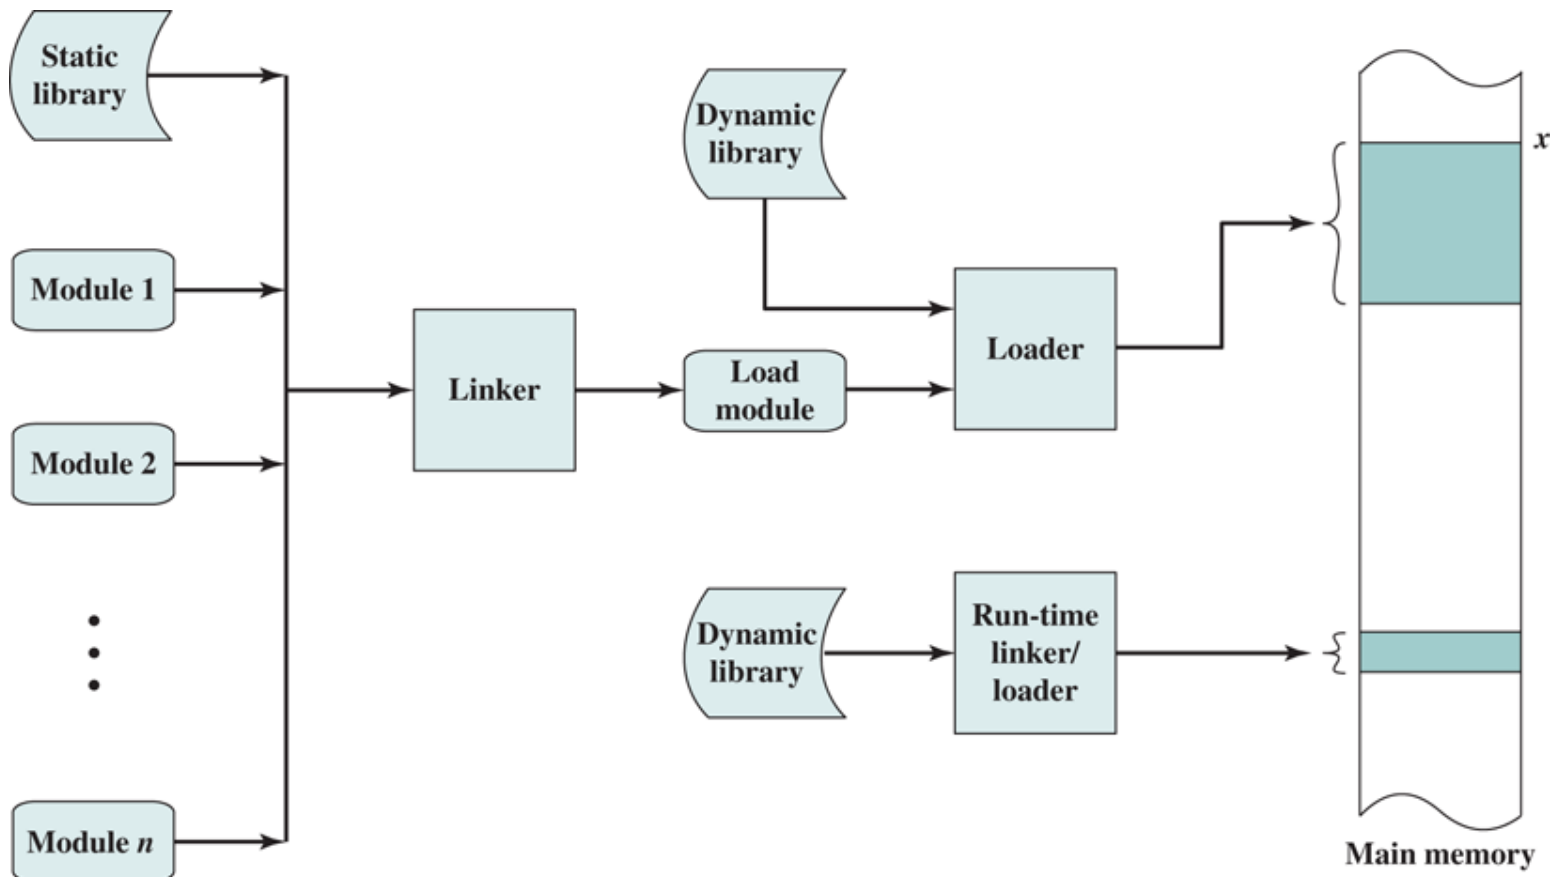 Static
library
Module 1
Module 2
Module n
Linker
Dynamic
library
Load
module
Loader
Dynamic
library
Run-time
linker/
loader
x
Main memory